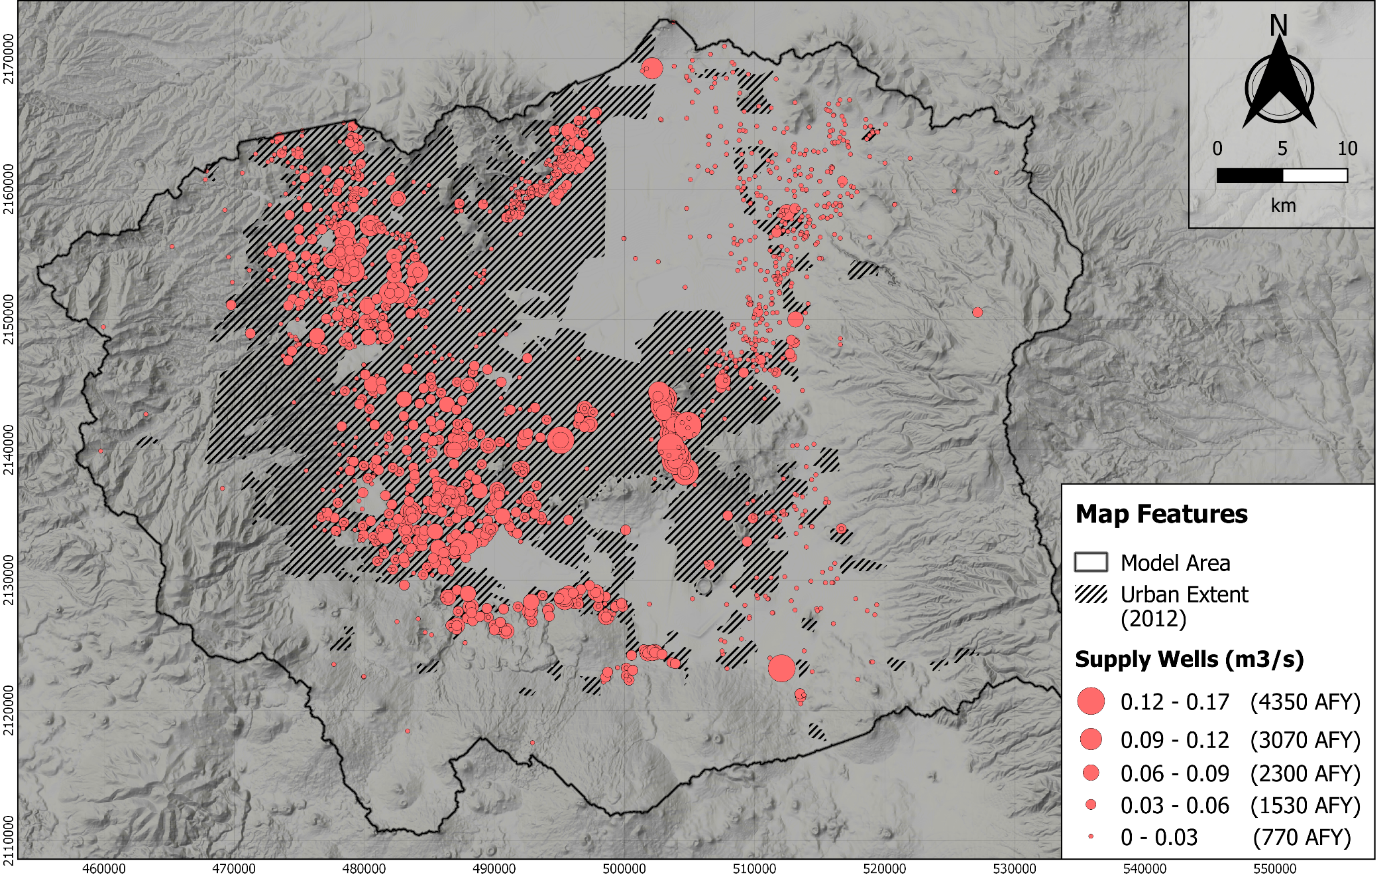 N
0 5 10
km
2170000
2160000
2150000
2140000
2130000
2120000
2110000
Map Features
Model Area
Urban Extent
(2012)
Supply Wells (m3/s)
0.12 - 0.17 (4350 AFY)
0.09 - 0.12 (3070 AFY)
0.06 - 0.09 (2300 AFY)
0.03 - 0.06 (1530 AFY)
0 - 0.03 (770 AFY)
460000 470000 480000 490000 500000 510000 520000 530000 540000 550000